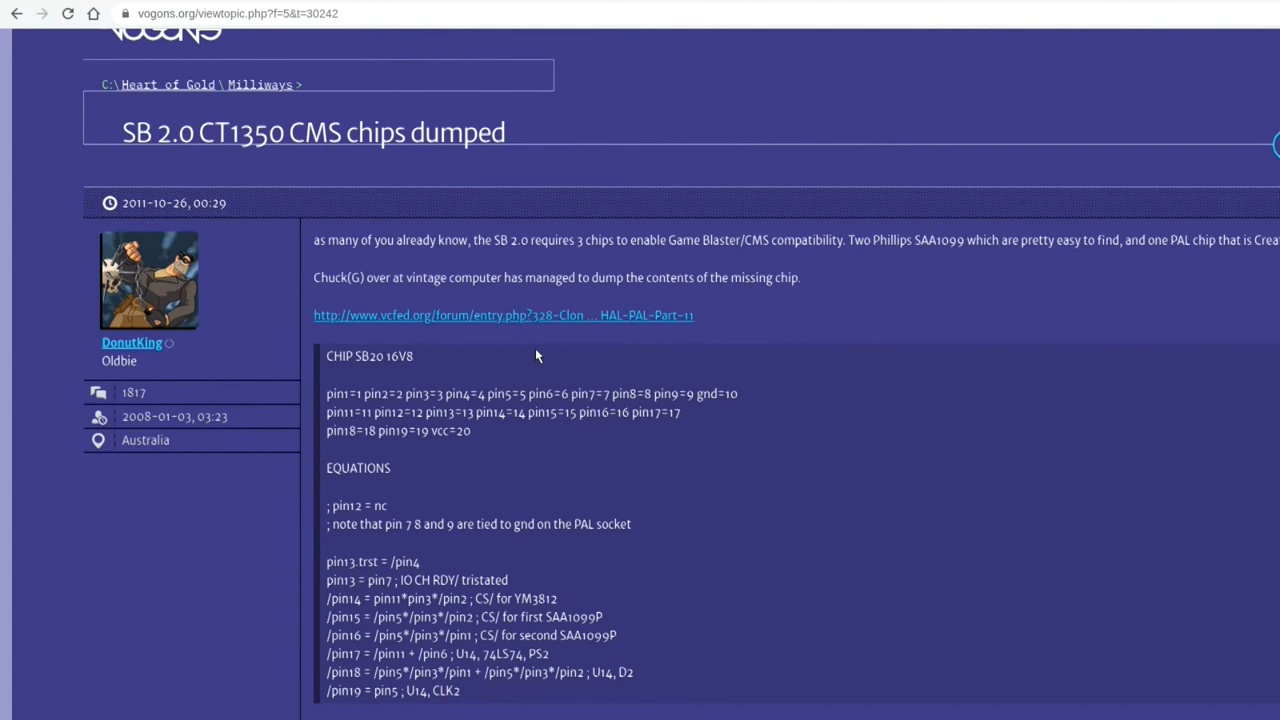 vogons.org/viewtopic.php?f=5&t=30242
VOGONS
C:\Heart of Gold\Milliways>
SB 2.0 CT1350 CMS chips dumped
2011-10-26, 00:29
as many of you already know, the SB 2.0 requires 3 chips to enable Game Blaster/CMS compatibility. Two Phillips SAA1099 which are pretty easy to find, and one PAL chip that is Crea
Chuck(G) over at vintage computer has managed to dump the contents of the missing chip.
http://www.vcfed.org/forum/entry.php?328-Clon ... HAL-PAL-Part-11
DonutKing
Oldbie
1817
2008-01-03, 03:23
Australia
CHIP SB20 16V8
pin1=1 pin2=2 pin3=3 pin4=4 pin5=5 pin6=6 pin7=7 pin8=8 pin9=9 gnd=10
pin11=11 pin12=12 pin13=13 pin14=14 pin15=15 pin16=16 pin17=17
pin18=18 pin19=19 vcc=20
EQUATIONS
; pin12 = nc
; note that pin 7 8 and 9 are tied to gnd on the PAL socket
pin13.trst = /pin4
pin13 = pin7 ; IO CH RDY/ tristated
/pin14 = pin11*pin3*/pin2 ; CS/ for YM3812
/pin15 = /pin5*/pin3*/pin2 ; CS/ for first SAA1099P
/pin16 = /pin5*/pin3*/pin1 ; CS/ for second SAA1099P
/pin17 = /pin11 + /pin6 ; U14, 74LS74, PS2
/pin18 = /pin5*/pin3*/pin1 + /pin5*/pin3*/pin2 ; U14, D2
/pin19 = pin5 ; U14, CLK2